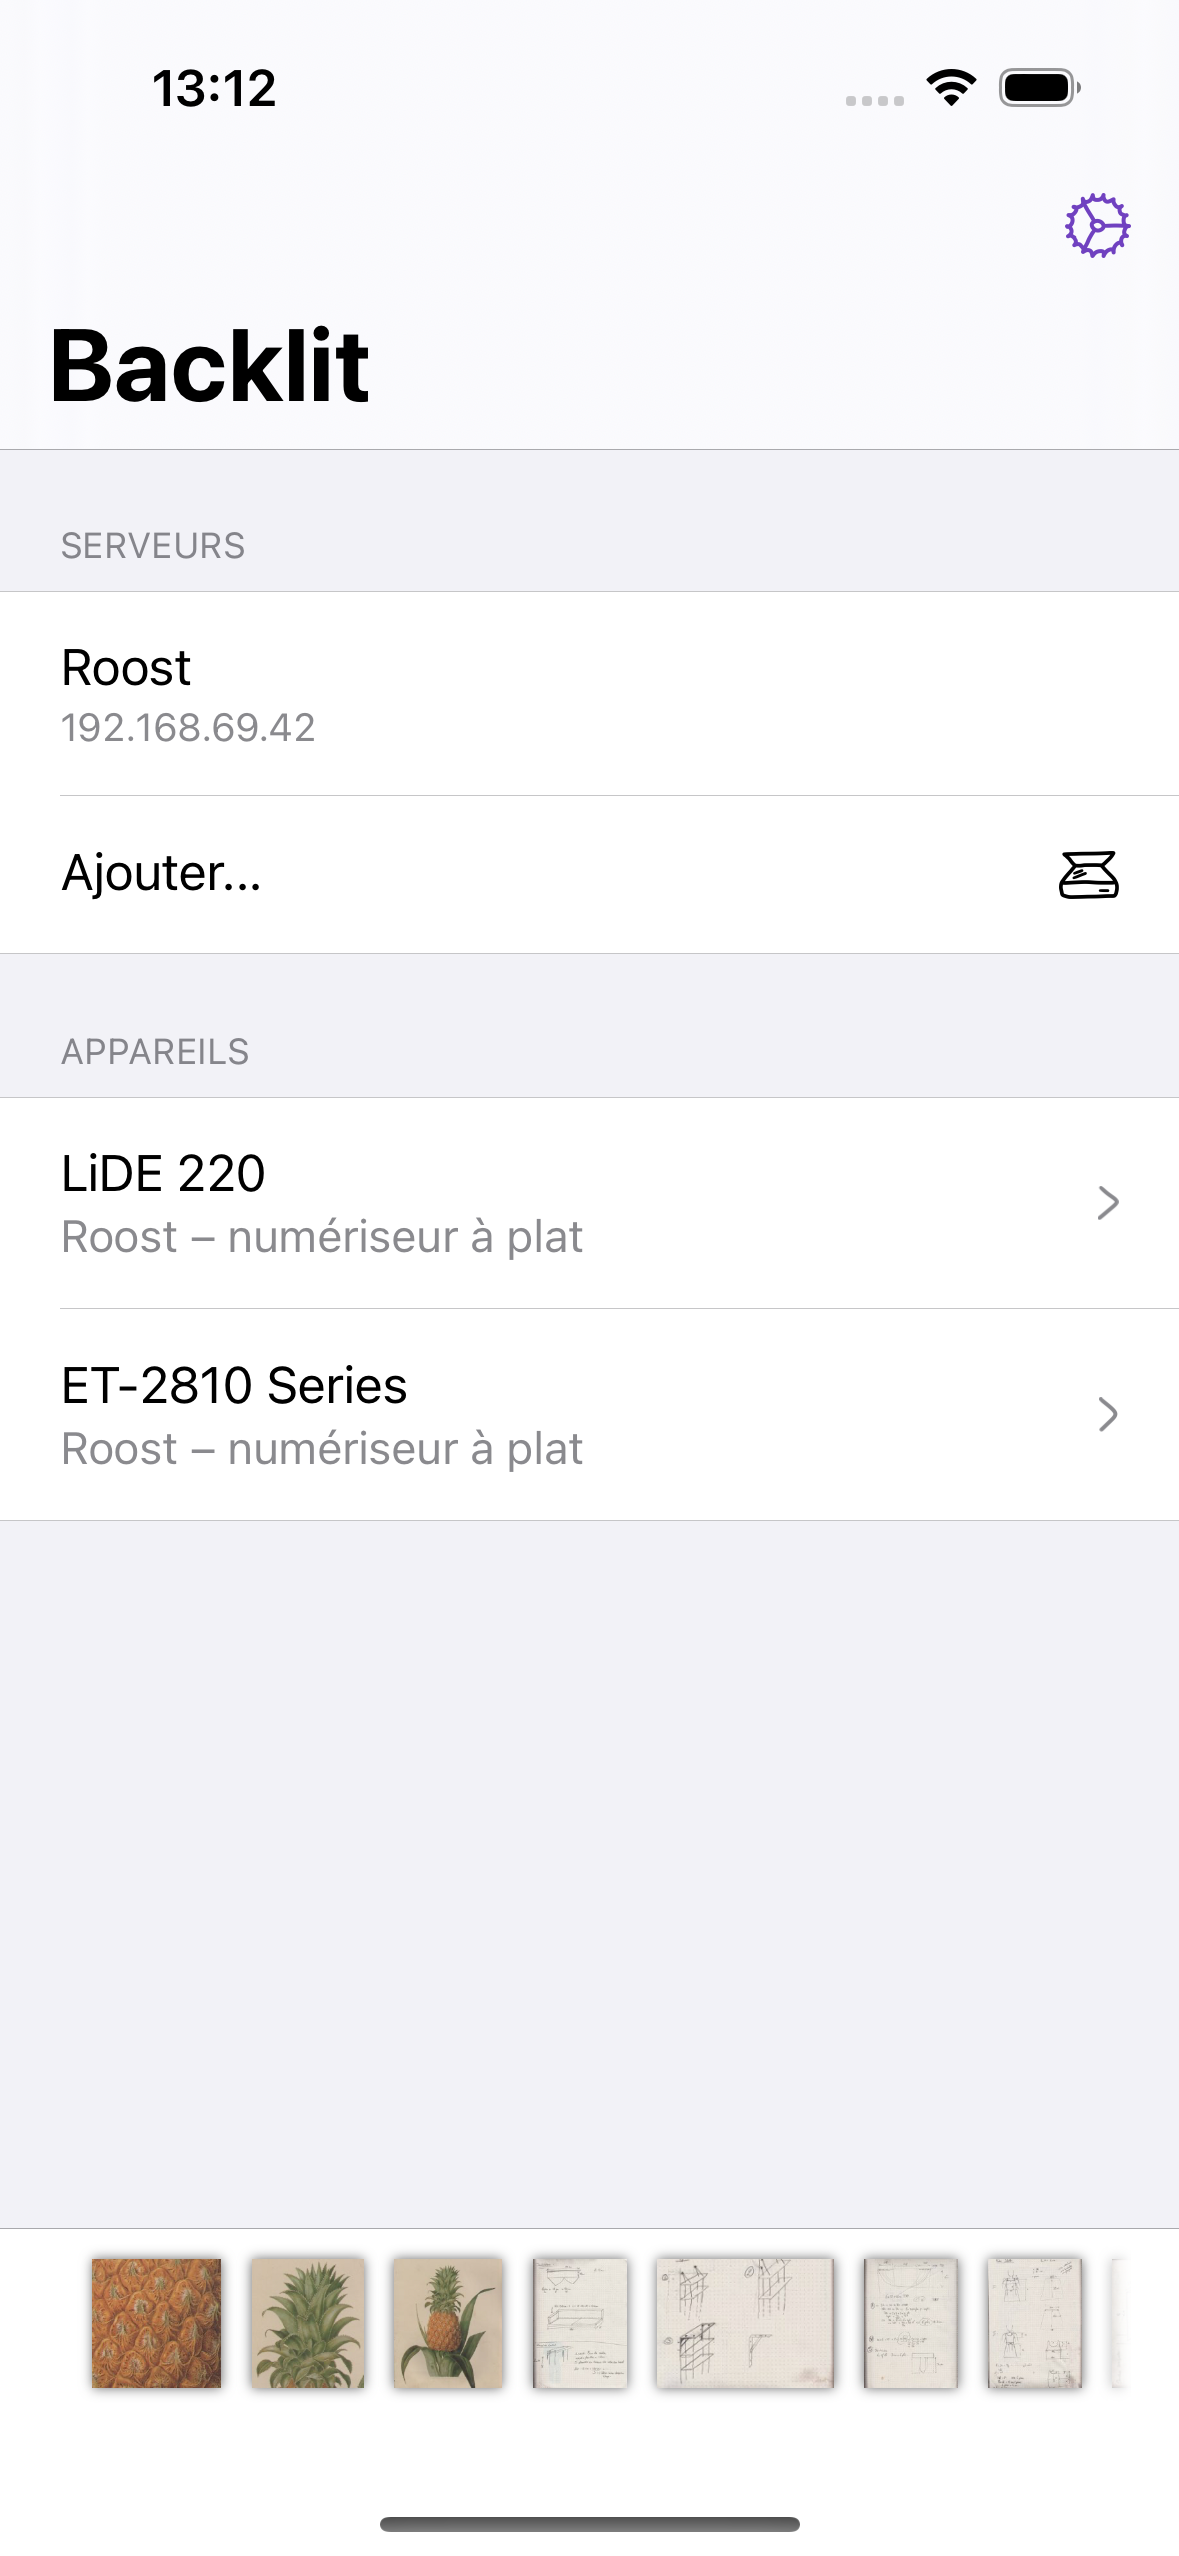 13:12
Backlit
SERVEURS
Roost
192.168.69.42
Ajouter...
APPAREILS
LiDE 220
Roost – numériseur à plat
ET-2810 Series
Roost – numériseur à plat